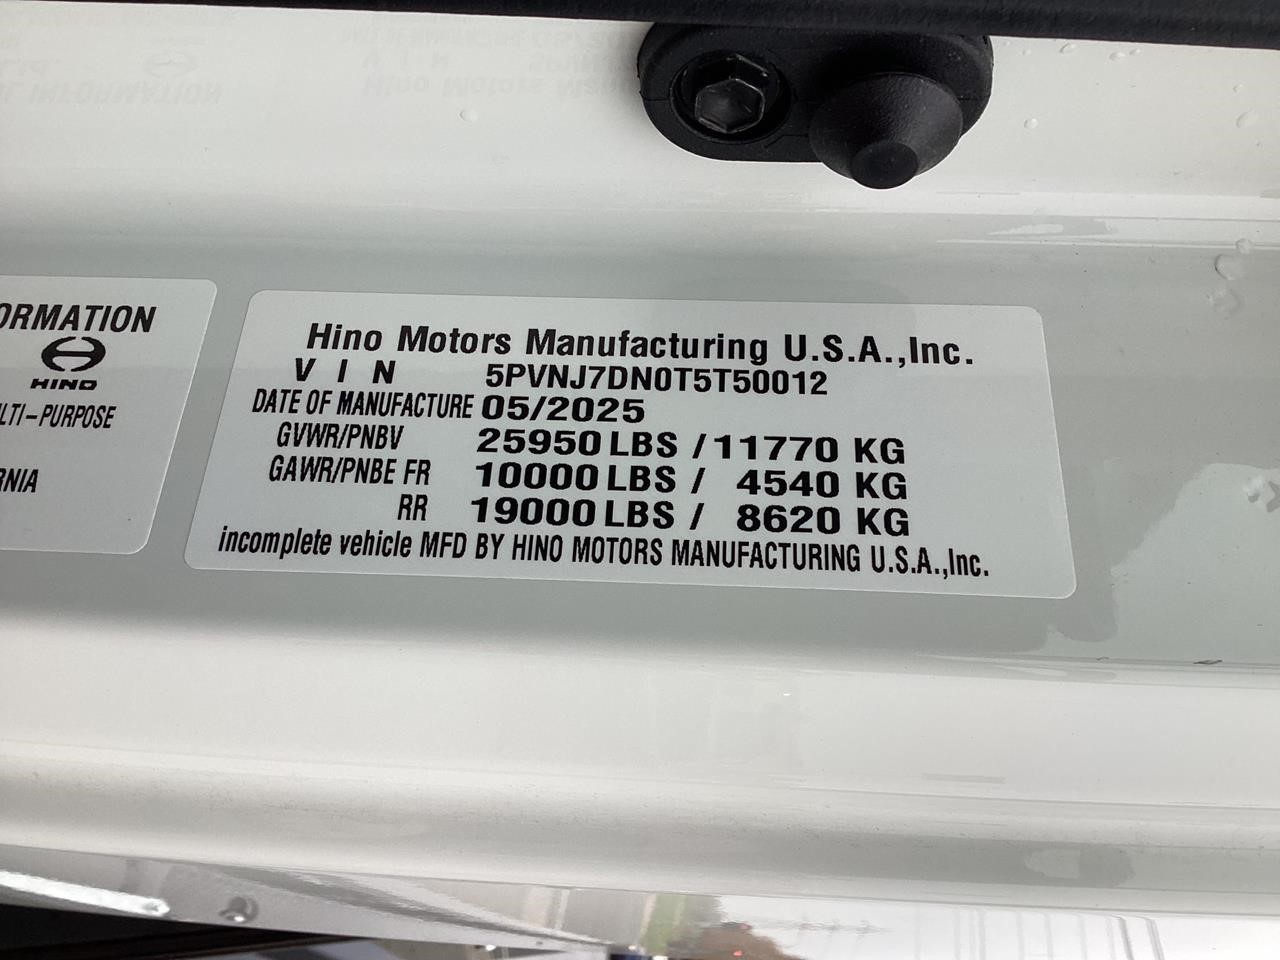 ORMATION
HINO
LTI-PURPOSE
RNIA
Hino Motors Manufacturing U.S.A.,Inc.
V I N 5PVNJ7DN0T5T50012
DATE OF MANUFACTURE 05/2025
GVWR/PNBV 25950 LBS / 11770 KG
GAWR/PNBE FR 10000 LBS / 4540 KG
RR 19000 LBS / 8620 KG
incomplete vehicle MFD BY HINO MOTORS MANUFACTURING U.S.A.,Inc.